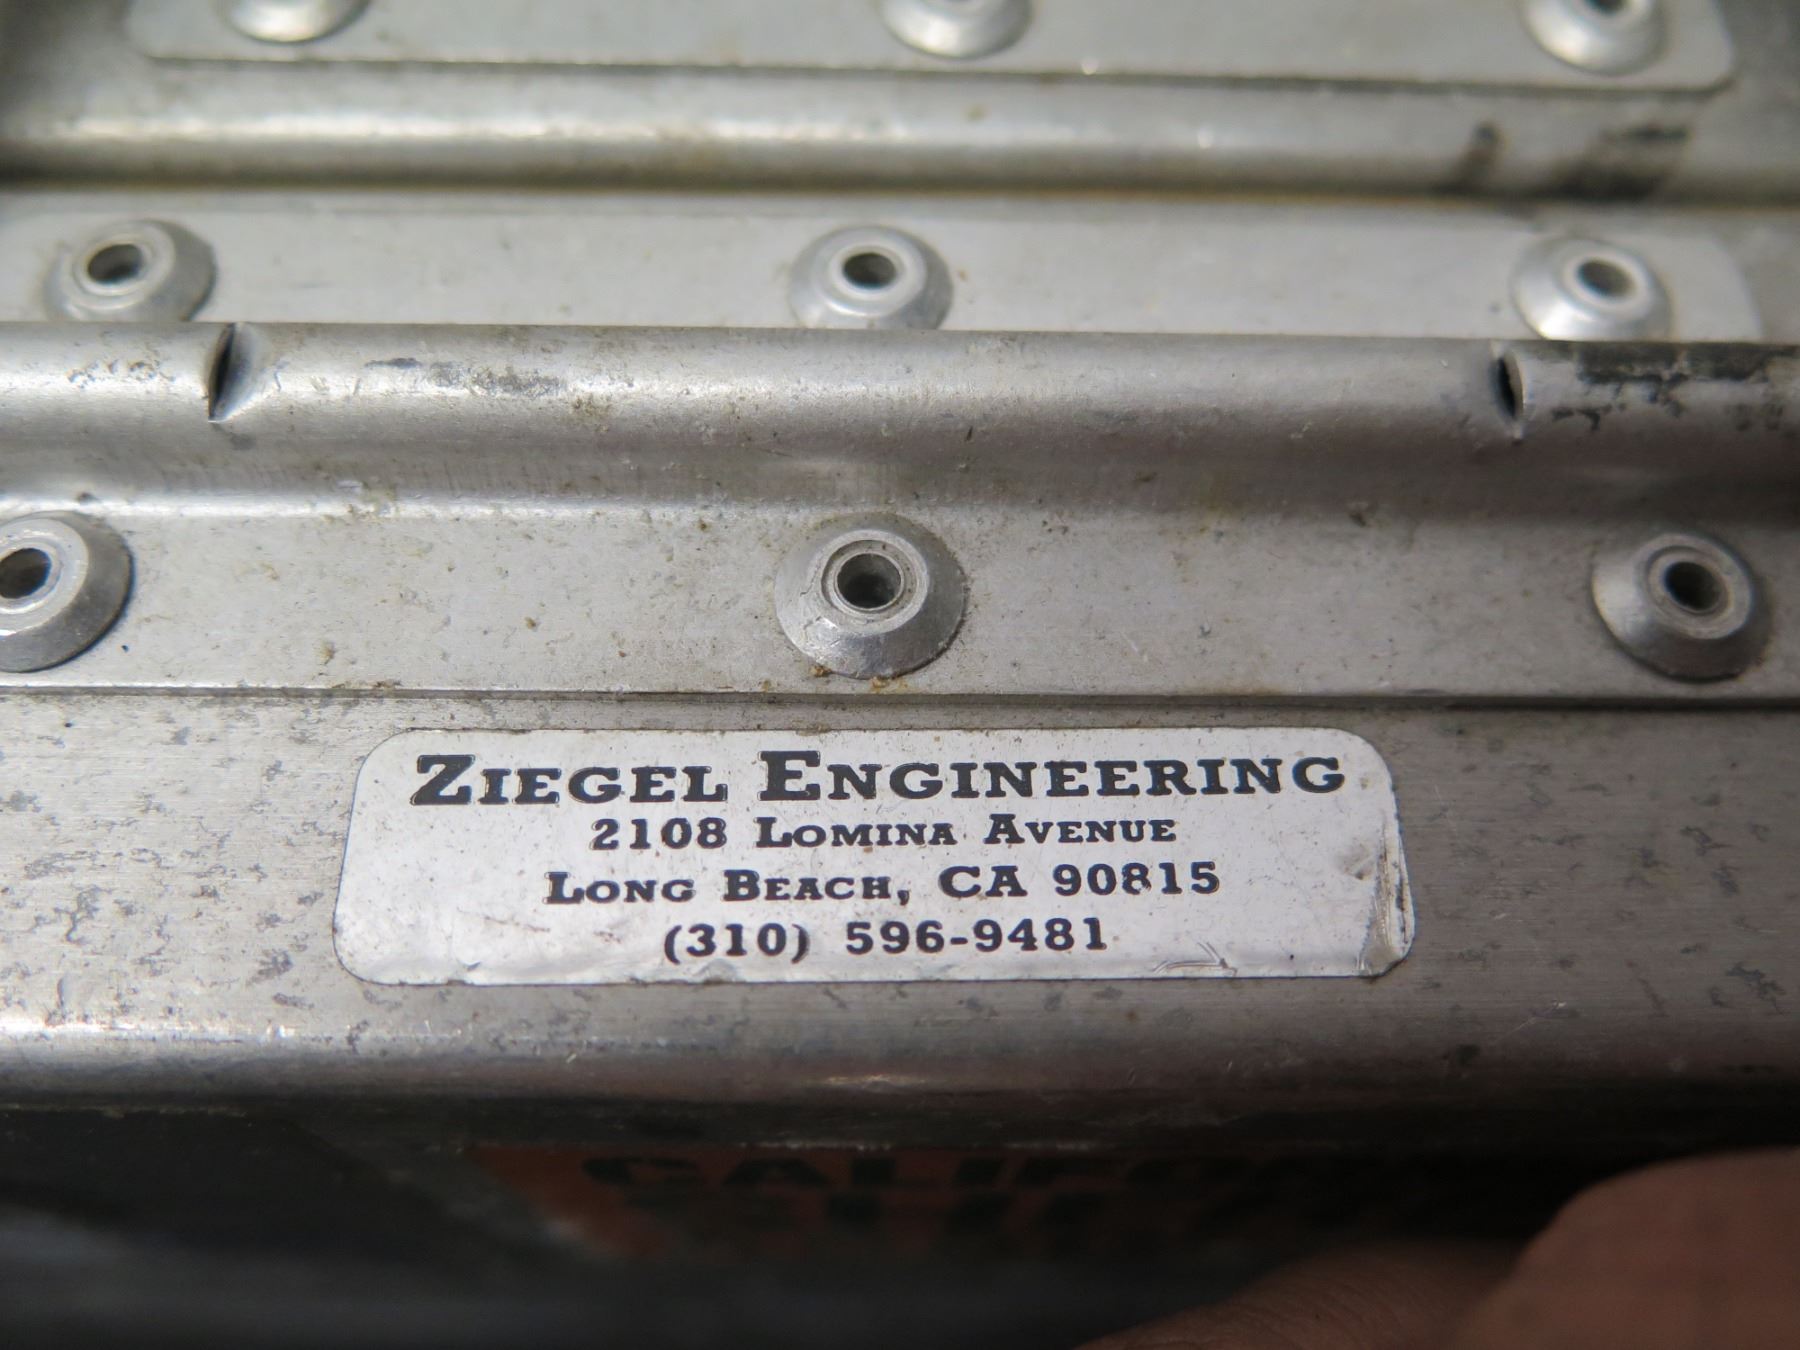 Ziegel Engineering
2108 Lomina Avenue
Long Beach, CA 90815
(310) 596-9481